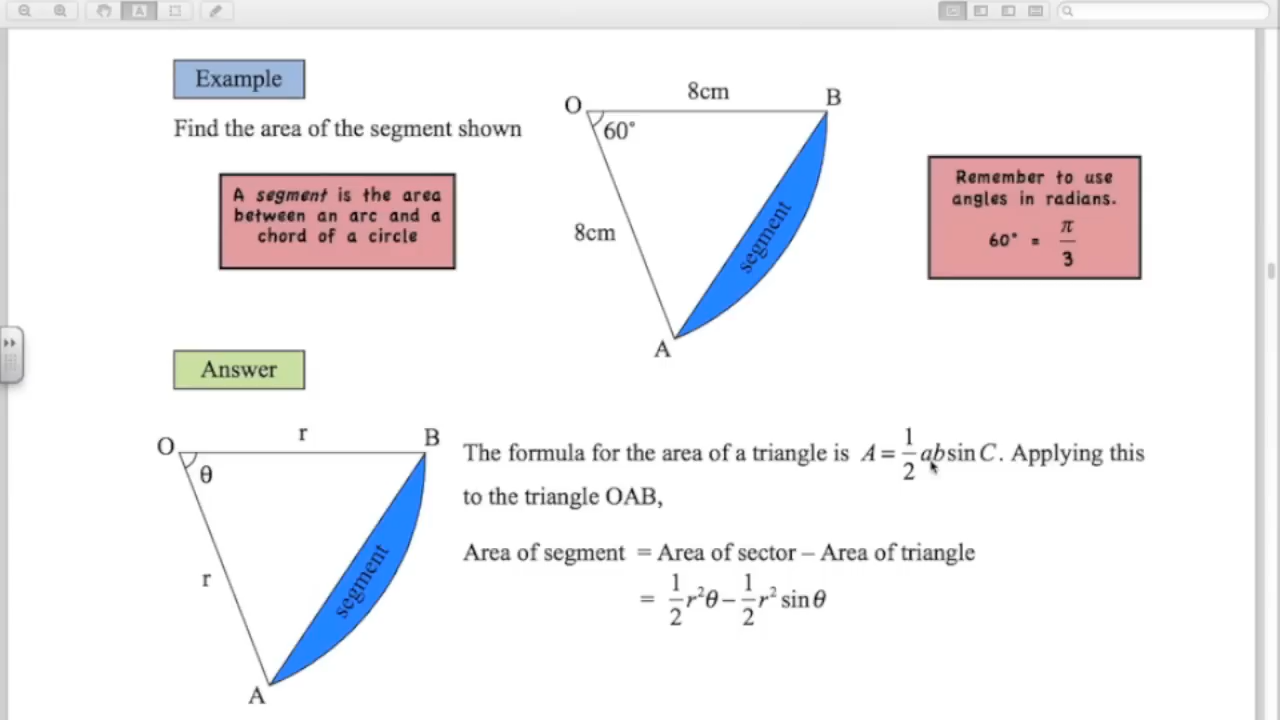 Example
Find the area of the segment shown
A segment is the area
between an arc and a
chord of a circle
O
8cm
B
60°
8cm
segment
A
Remember to use
angles in radians.
60° = π/3
Answer
O
r
B
θ
r
segment
A
The formula for the area of a triangle is A = 1/2 ab sin C. Applying this
to the triangle OAB,
Area of segment = Area of sector – Area of triangle
= 1/2 r²θ – 1/2 r² sin θ